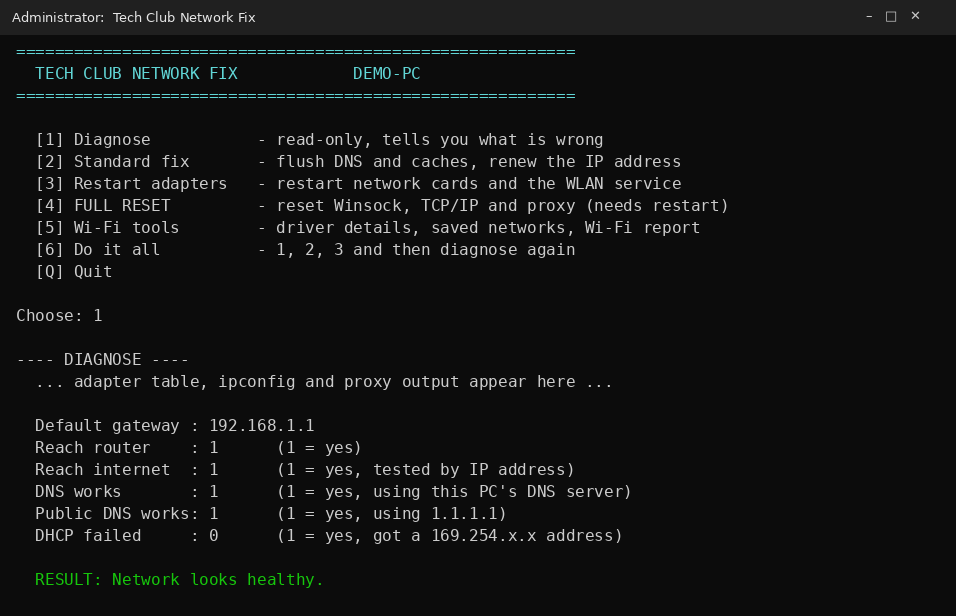 Administrator:  Tech Club Network Fix
==========================================================
  TECH CLUB NETWORK FIX            DEMO-PC
==========================================================

  [1] Diagnose           - read-only, tells you what is wrong
  [2] Standard fix       - flush DNS and caches, renew the IP address
  [3] Restart adapters   - restart network cards and the WLAN service
  [4] FULL RESET         - reset Winsock, TCP/IP and proxy (needs restart)
  [5] Wi-Fi tools        - driver details, saved networks, Wi-Fi report
  [6] Do it all          - 1, 2, 3 and then diagnose again
  [Q] Quit

Choose: 1

---- DIAGNOSE ----
  ... adapter table, ipconfig and proxy output appear here ...

  Default gateway : 192.168.1.1
  Reach router    : 1      (1 = yes)
  Reach internet  : 1      (1 = yes, tested by IP address)
  DNS works       : 1      (1 = yes, using this PC's DNS server)
  Public DNS works: 1      (1 = yes, using 1.1.1.1)
  DHCP failed     : 0      (1 = yes, got a 169.254.x.x address)

  RESULT: Network looks healthy.